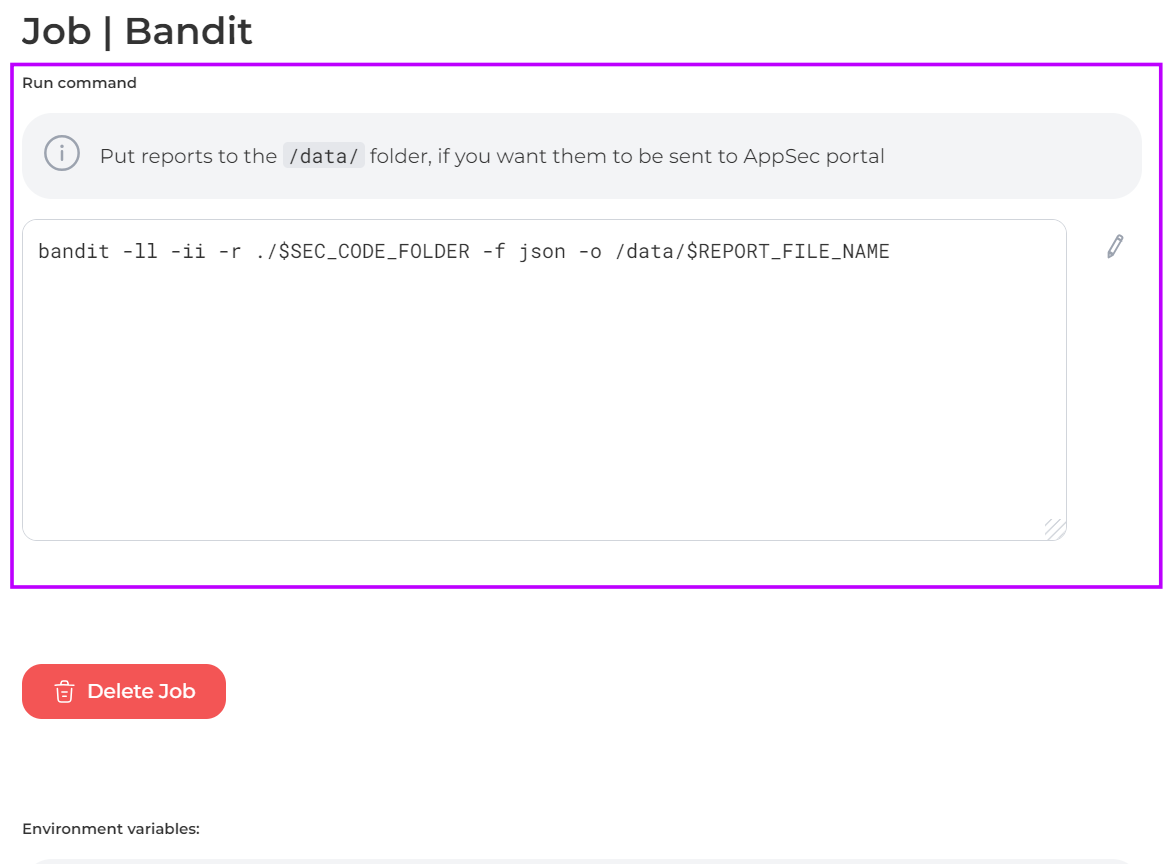 Job | Bandit
Run command
Put reports to the /data/ folder, if you want them to be sent to AppSec portal
bandit -ll -ii -r ./$SEC_CODE_FOLDER -f json -o /data/$REPORT_FILE_NAME
Delete Job
Environment variables: